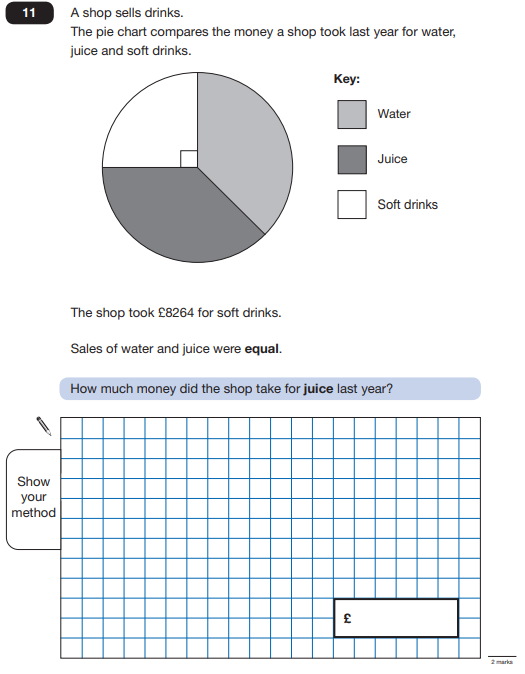 11
A shop sells drinks.
The pie chart compares the money a shop took last year for water,
juice and soft drinks.
Key:
Water
Juice
Soft drinks
The shop took £8264 for soft drinks.
Sales of water and juice were equal.
How much money did the shop take for juice last year?
Show
your
method
£
2 marks